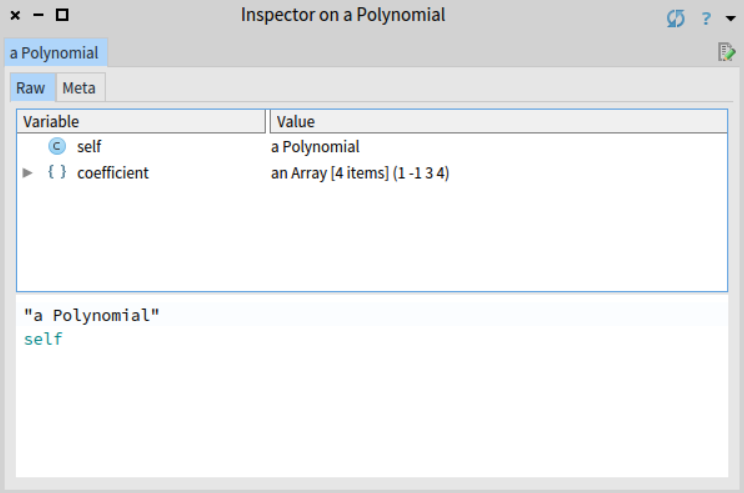 Inspector on a Polynomial
?
a Polynomial
Raw Meta
Variable Value
C self a Polynomial
{ } coefficient an Array [4 items] (1 -1 3 4)
"a Polynomial"
self